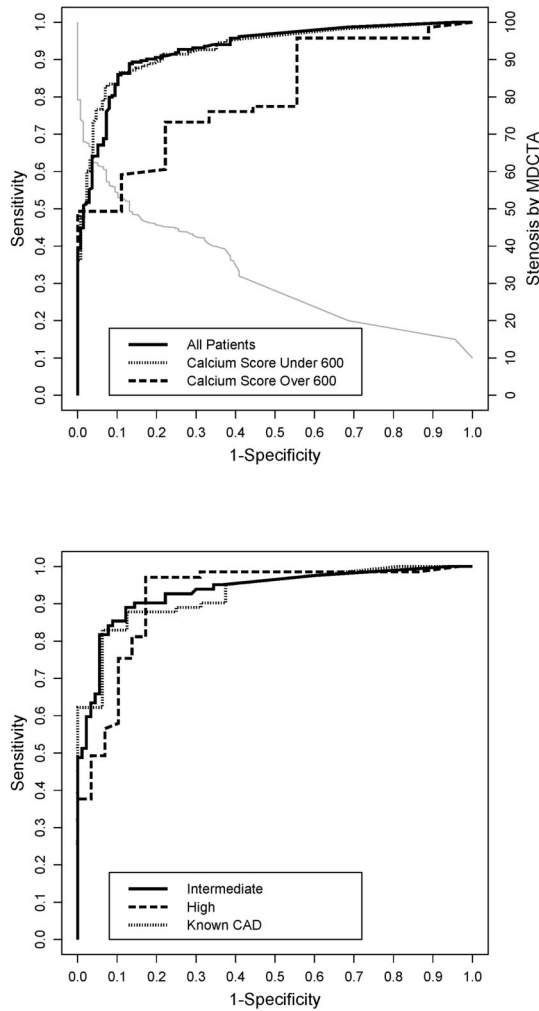 1.0
0.9
0.8
0.7
0.6
0.5
0.4
0.3
0.2
0.1
0.0
Sensitivity
100
90
80
70
60
50
40
30
20
10
0
Stenosis by MDCTA
All Patients
Calcium Score Under 600
Calcium Score Over 600
0.0 0.1 0.2 0.3 0.4 0.5 0.6 0.7 0.8 0.9 1.0
1-Specificity
1.0
0.9
0.8
0.7
0.6
0.5
0.4
0.3
0.2
0.1
0.0
Sensitivity
Intermediate
High
Known CAD
0.0 0.1 0.2 0.3 0.4 0.5 0.6 0.7 0.8 0.9 1.0
1-Specificity